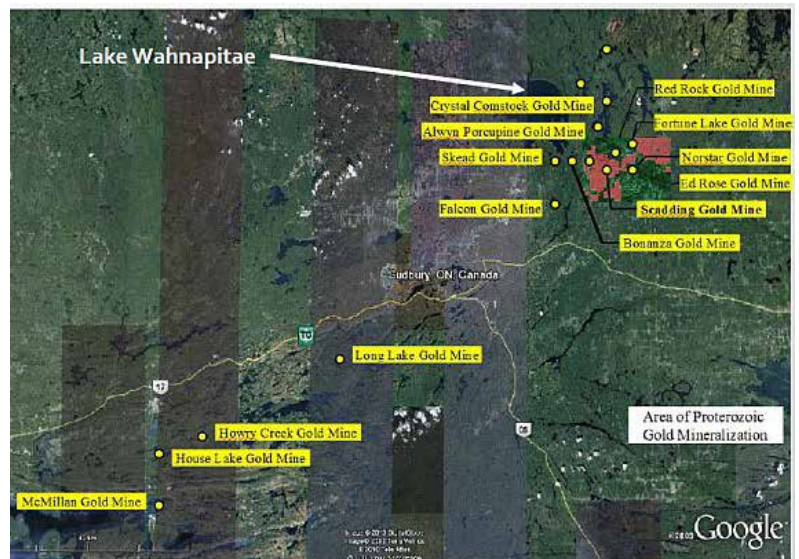 Lake Wahnapitae
Red Rock Gold Mine
Crystal Comstock Gold Mine
Fortune Lake Gold Mine
Alwyn Porcupine Gold Mine
Skead Gold Mine
Norstar Gold Mine
Ed Rose Gold Mine
Falcon Gold Mine
Scadding Gold Mine
Bonanza Gold Mine
Sudbury, ON, Canada
Long Lake Gold Mine
17
Area of Proterozoic
Gold Mineralization
Howry Creek Gold Mine
House Lake Gold Mine
McMillan Gold Mine
Google